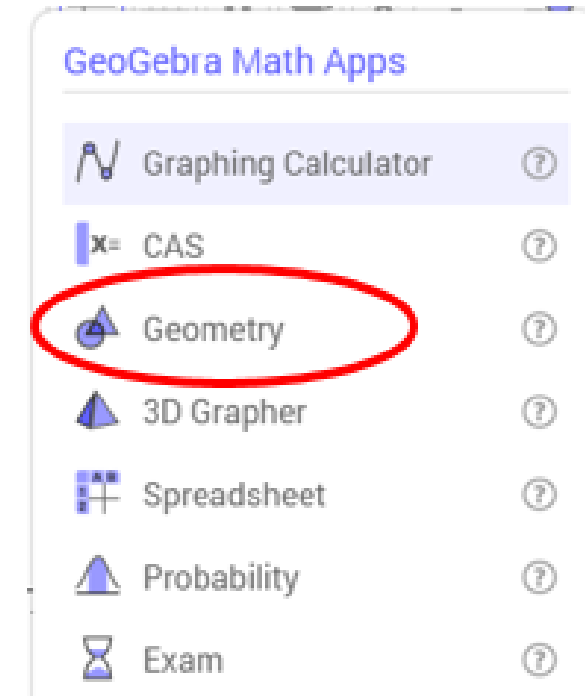 GeoGebra Math Apps
Graphing Calculator
X= CAS
Geometry
3D Grapher
Spreadsheet
Probability
Exam